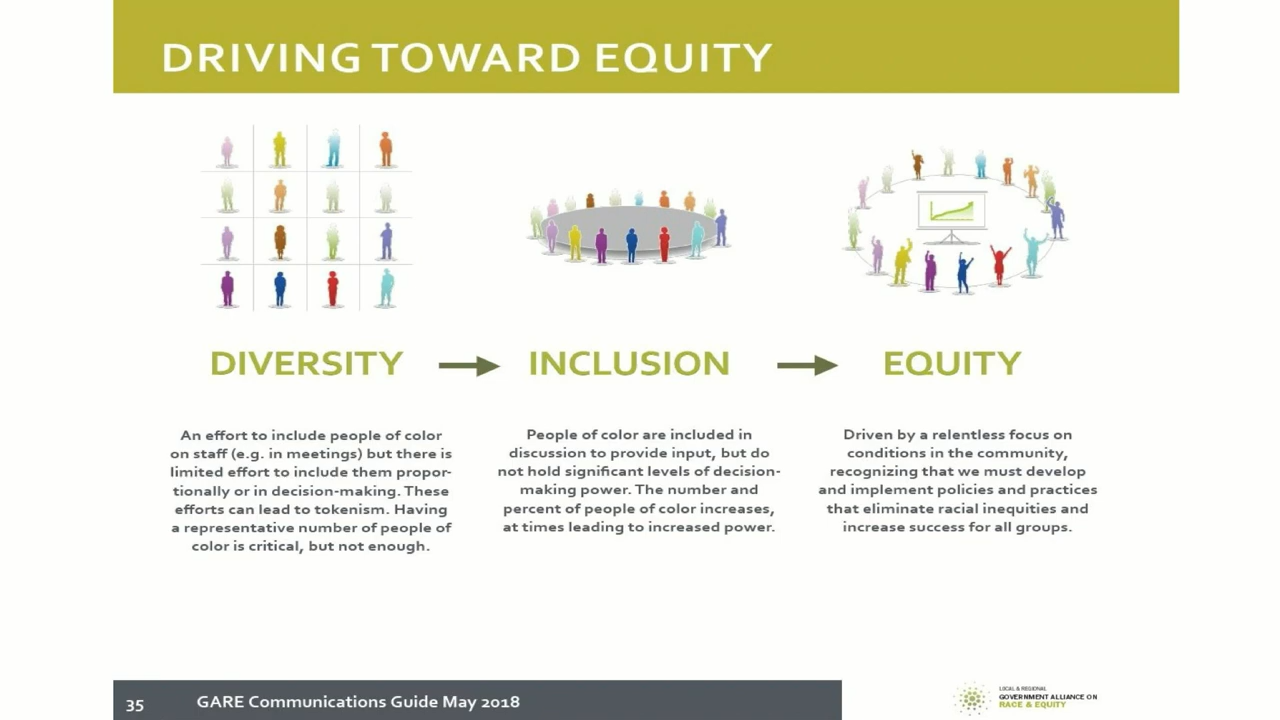 DRIVING TOWARD EQUITY
DIVERSITY
INCLUSION
EQUITY
An effort to include people of color
on staff (e.g. in meetings) but there is
limited effort to include them propor-
tionally or in decision-making. These
efforts can lead to tokenism. Having
a representative number of people of
color is critical, but not enough.
People of color are included in
discussion to provide input, but do
not hold significant levels of decision-
making power. The number and
percent of people of color increases,
at times leading to increased power.
Driven by a relentless focus on
conditions in the community,
recognizing that we must develop
and implement policies and practices
that eliminate racial inequities and
increase success for all groups.
35
GARE Communications Guide May 2018
LOCAL & REGIONAL
GOVERNMENT ALLIANCE ON
RACE & EQUITY